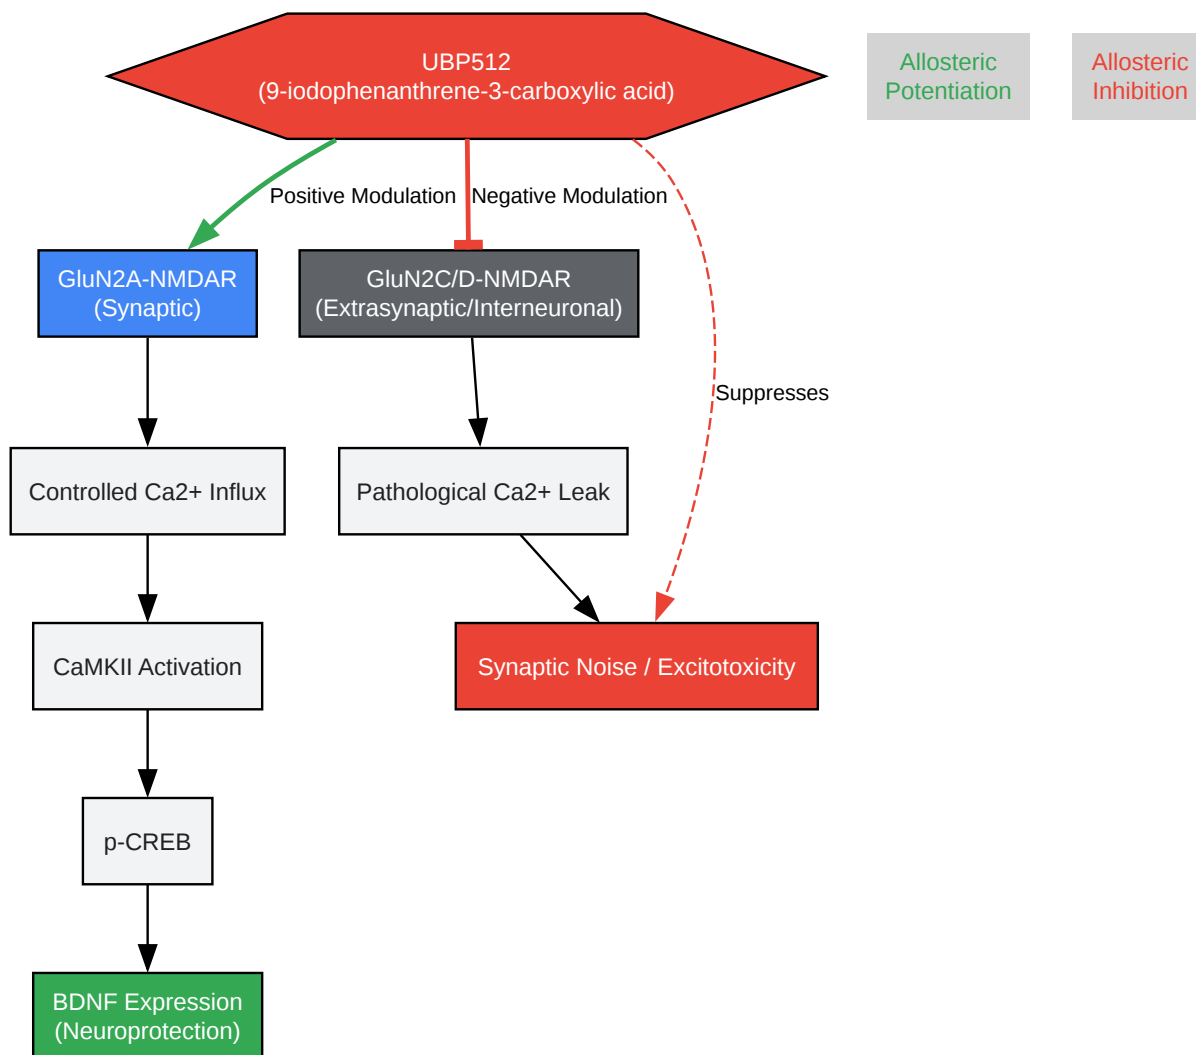 UBP512
(9-iodophenanthrene-3-carboxylic acid)
Allosteric
Potentiation
Allosteric
Inhibition
Positive Modulation
Negative Modulation
GluN2A-NMDAR
(Synaptic)
GluN2C/D-NMDAR
(Extrasynaptic/Interneuronal)
Suppresses
Controlled Ca2+ Influx
Pathological Ca2+ Leak
CaMKII Activation
Synaptic Noise / Excitotoxicity
p-CREB
BDNF Expression
(Neuroprotection)